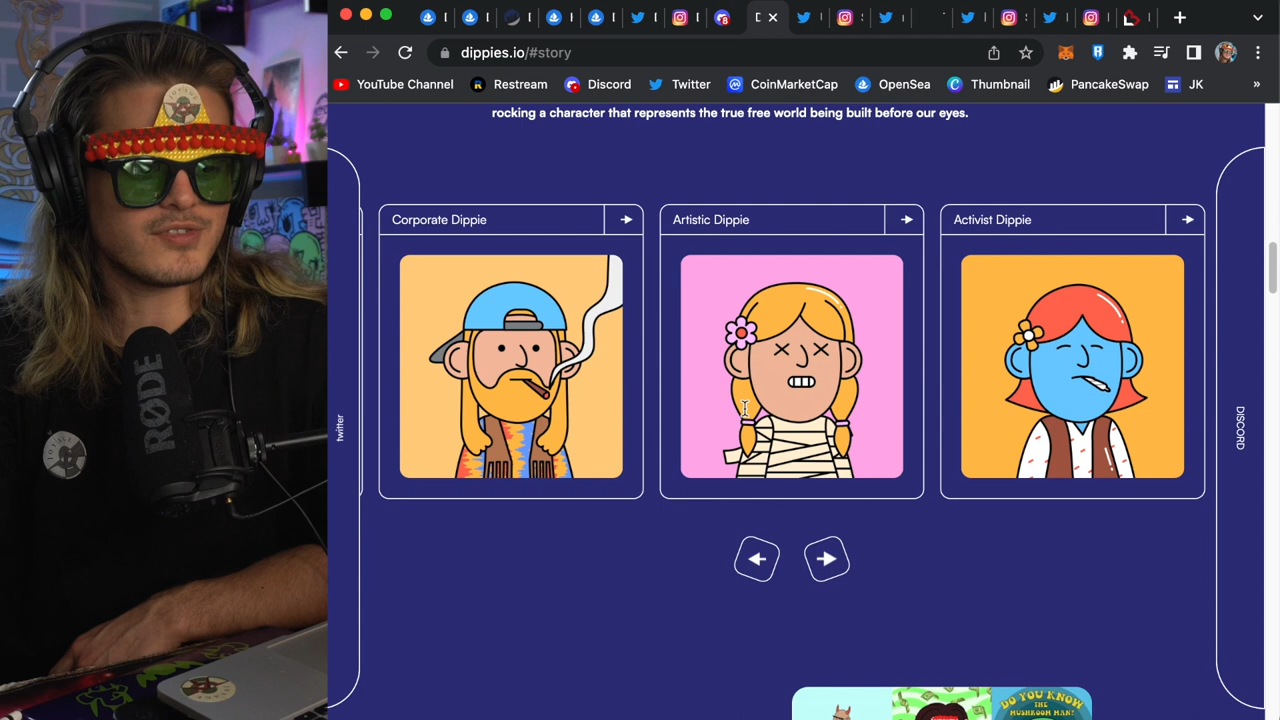 dippies.io/#story
YouTube Channel
Restream
Discord
Twitter
CoinMarketCap
OpenSea
Thumbnail
PancakeSwap
JK
»
rocking a character that represents the true free world being built before our eyes.
Corporate Dippie
Artistic Dippie
Activist Dippie
twitter
DISCORD
RØDE
DO YOU KNOW
THE
MUSHROOM MAN?